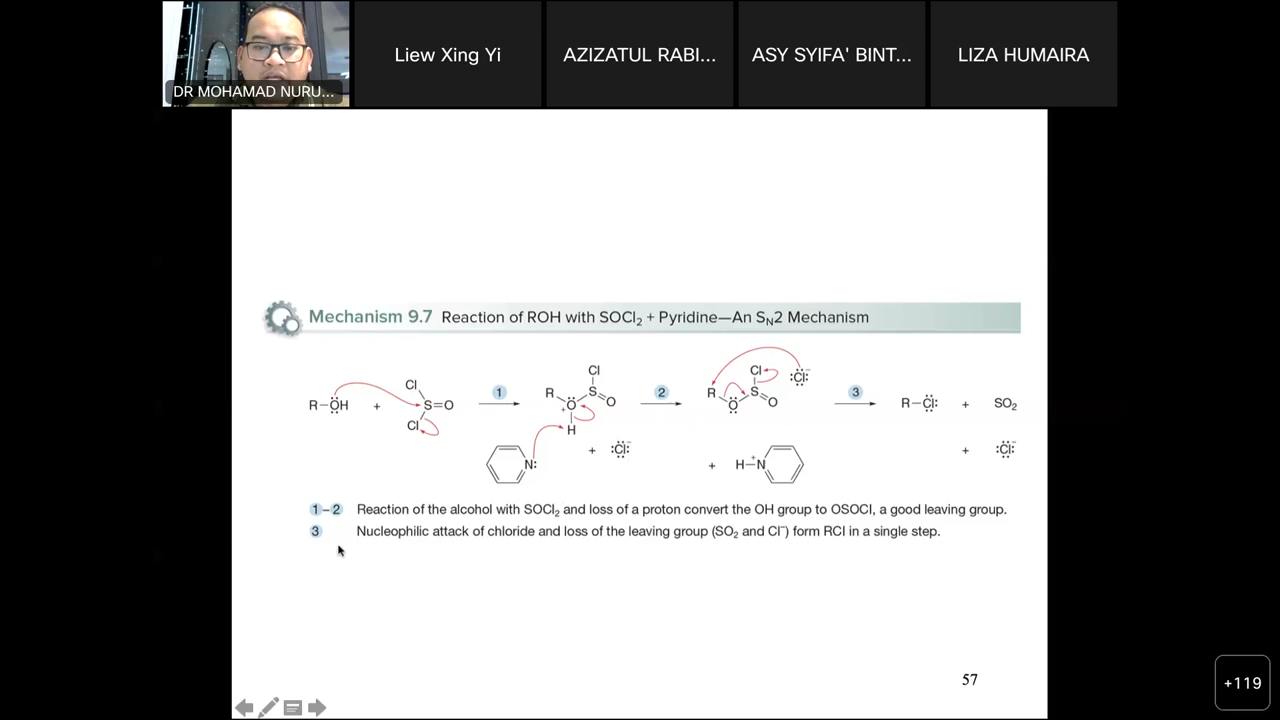 DR MOHAMAD NURU...
Liew Xing Yi
AZIZATUL RABI...
ASY SYIFA' BINT...
LIZA HUMAIRA
Mechanism 9.7 Reaction of ROH with SOCl₂ + Pyridine—An SN2 Mechanism
R–ÖH + Cl S=O Cl
1
R O + H S Cl O
2
R O S Cl O :Cl:⁻
3
R–Cl: + SO₂
N: + :Cl:⁻
+ H–N⁺
+ :Cl:⁻
1–2 Reaction of the alcohol with SOCl₂ and loss of a proton convert the OH group to OSOCl, a good leaving group.
3 Nucleophilic attack of chloride and loss of the leaving group (SO₂ and Cl⁻) form RCl in a single step.
57
+119